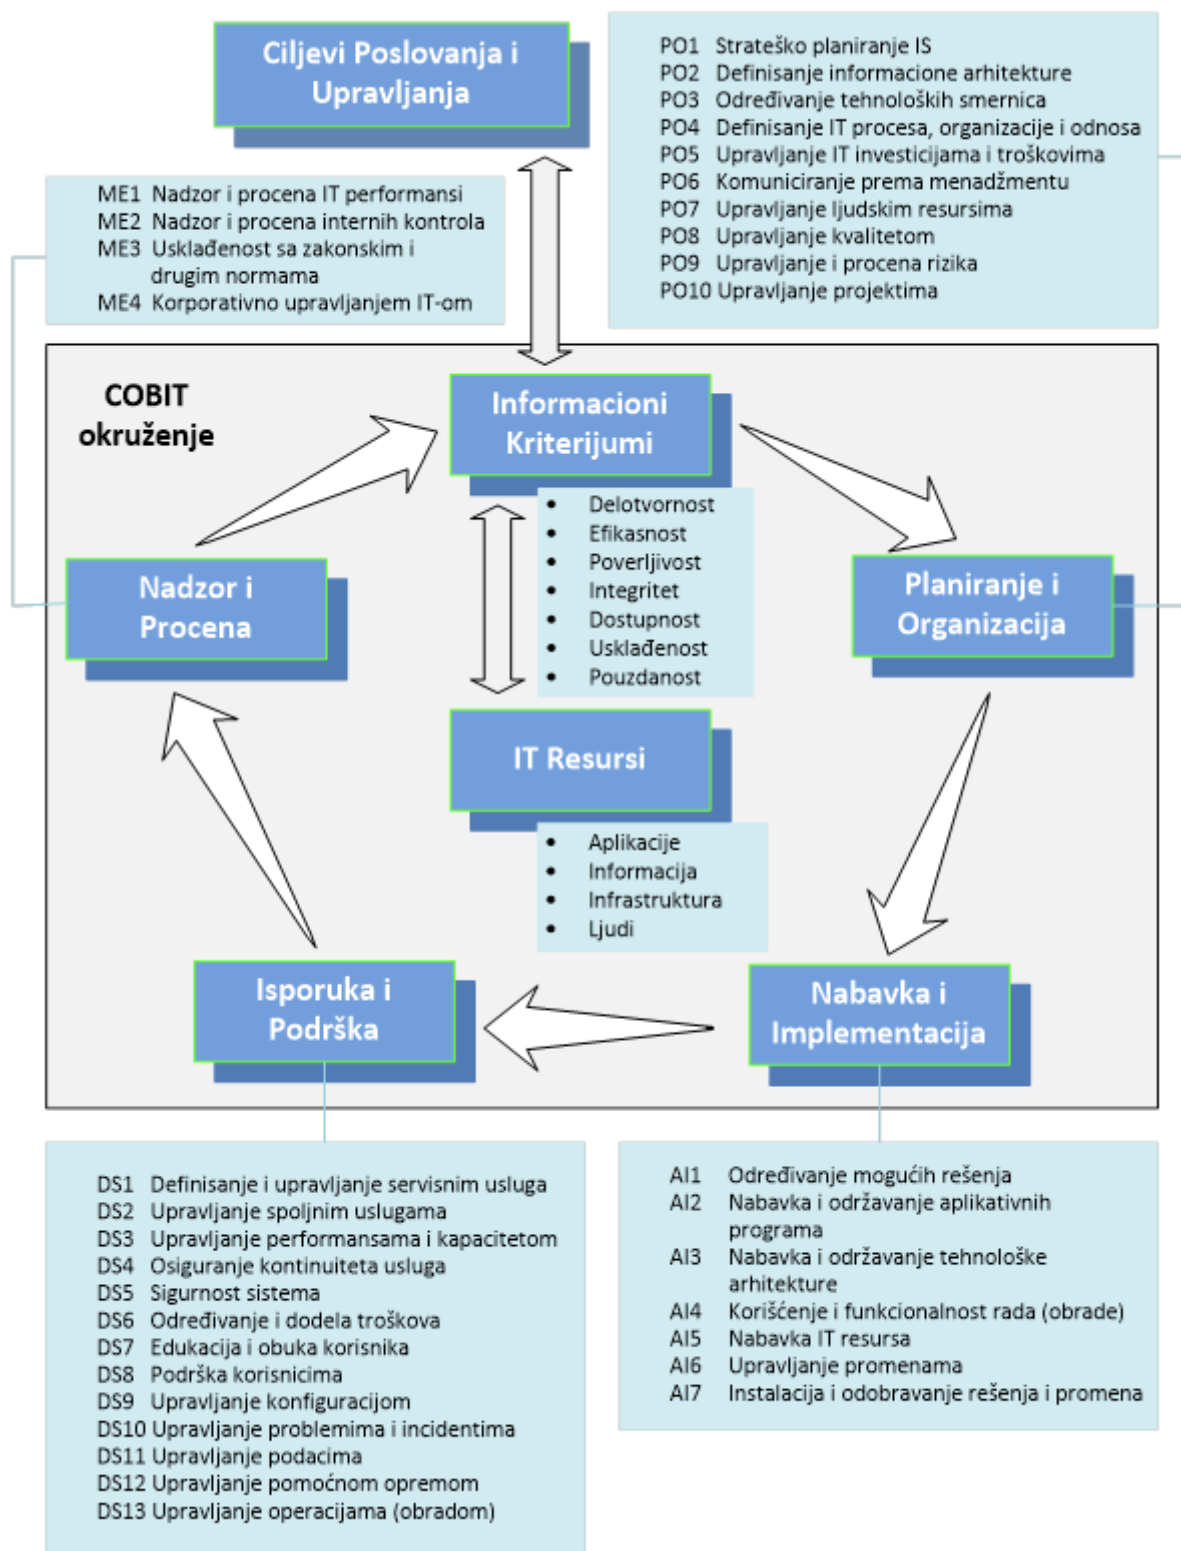 Ciljevi Poslovanja i
Upravljanja
PO1 Strateško planiranje IS
PO2 Definisanje informacione arhitekture
PO3 Određivanje tehnoloških smernica
PO4 Definisanje IT procesa, organizacije i odnosa
PO5 Upravljanje IT investicijama i troškovima
PO6 Komuniciranje prema menadžmentu
PO7 Upravljanje ljudskim resursima
PO8 Upravljanje kvalitetom
PO9 Upravljanje i procena rizika
PO10 Upravljanje projektima
ME1 Nadzor i procena IT performansi
ME2 Nadzor i procena internih kontrola
ME3 Usklađenost sa zakonskim i
drugim normama
ME4 Korporativno upravljanjem IT-om
COBIT
okruženje
Informacioni
Kriterijumi
• Delotvornost
• Efikasnost
• Poverljivost
• Integritet
• Dostupnost
• Usklađenost
• Pouzdanost
Nadzor i
Procena
Planiranje i
Organizacija
IT Resursi
• Aplikacije
• Informacija
• Infrastruktura
• Ljudi
Isporuka i
Podrška
Nabavka i
Implementacija
DS1 Definisanje i upravljanje servisnim usluga
DS2 Upravljanje spoljnim uslugama
DS3 Upravljanje performansama i kapacitetom
DS4 Osiguranje kontinuiteta usluga
DS5 Sigurnost sistema
DS6 Određivanje i dodela troškova
DS7 Edukacija i obuka korisnika
DS8 Podrška korisnicima
DS9 Upravljanje konfiguracijom
DS10 Upravljanje problemima i incidentima
DS11 Upravljanje podacima
DS12 Upravljanje pomoćnom opremom
DS13 Upravljanje operacijama (obradom)
AI1 Određivanje mogućih rešenja
AI2 Nabavka i održavanje aplikativnih
programa
AI3 Nabavka i održavanje tehnološke
arhitekture
AI4 Korišćenje i funkcionalnost rada (obrade)
AI5 Nabavka IT resursa
AI6 Upravljanje promenama
AI7 Instalacija i odobravanje rešenja i promena